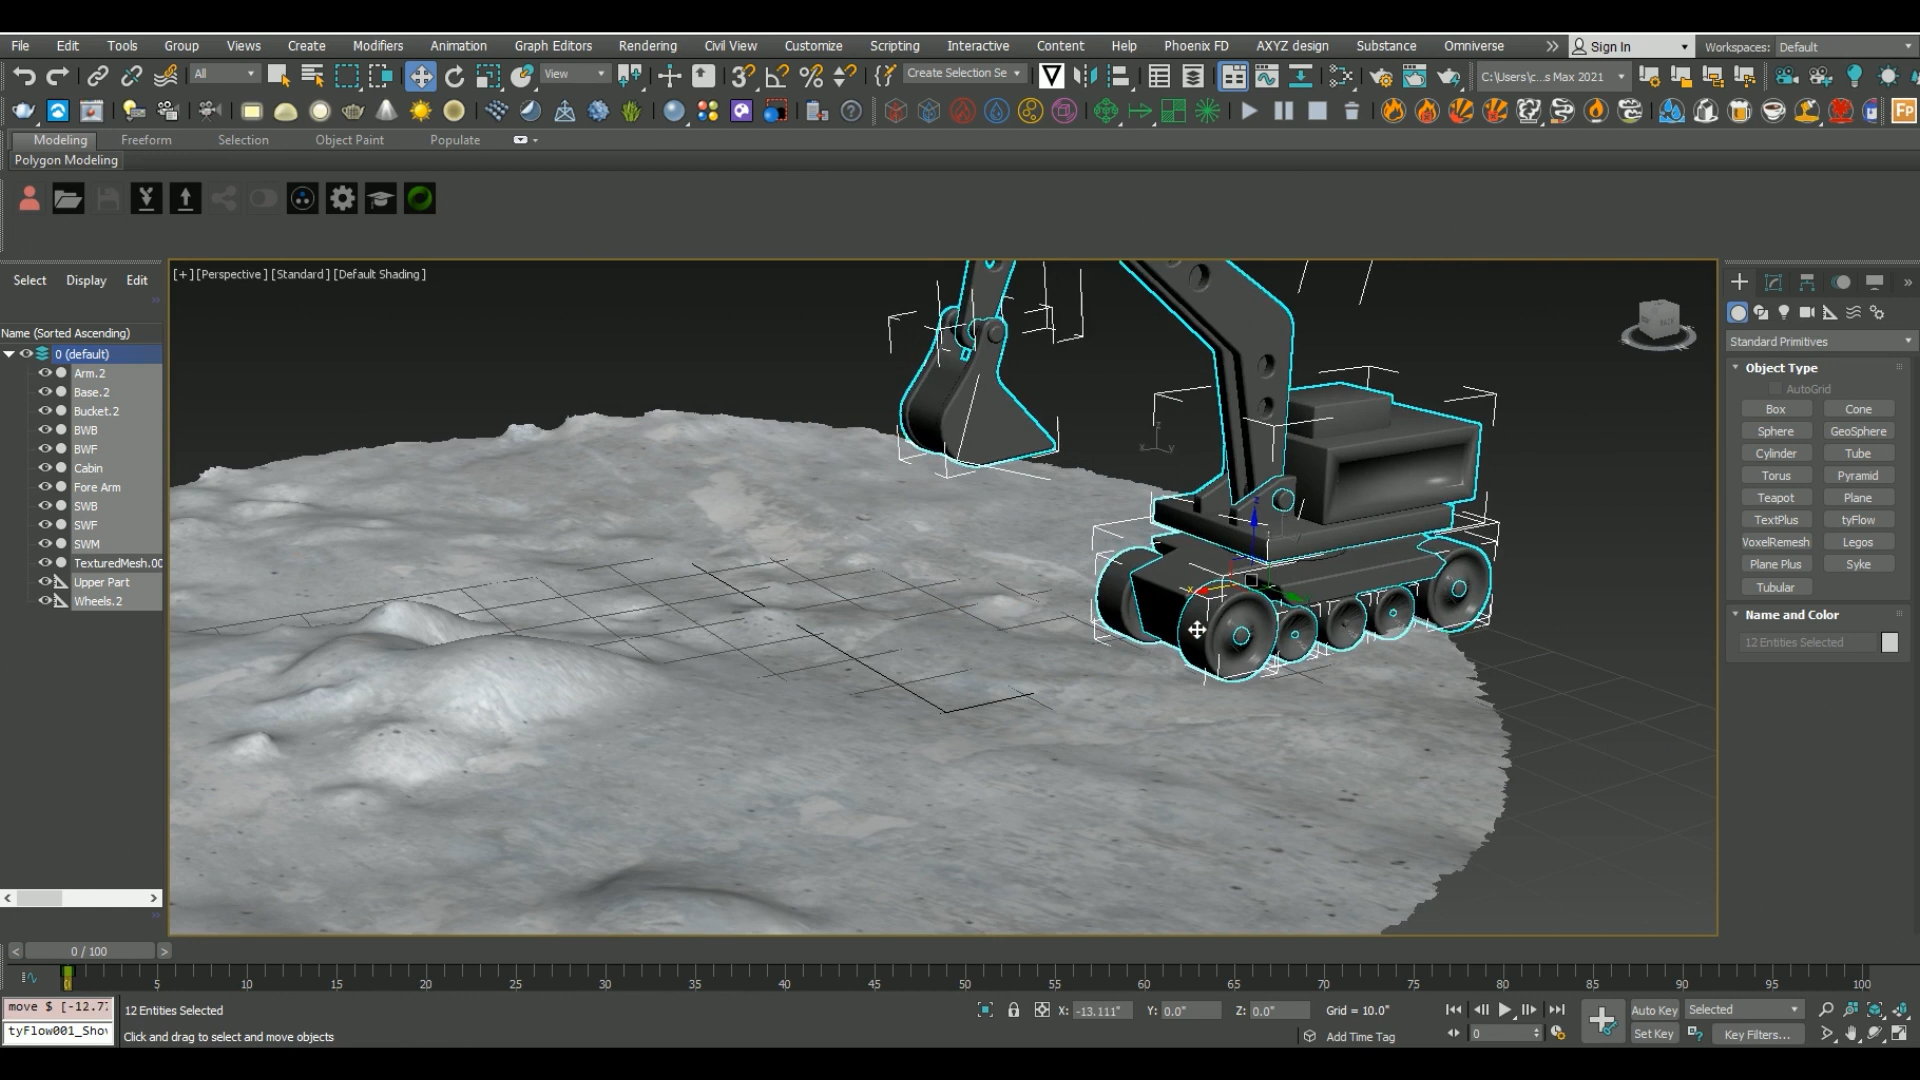 File Edit Tools Group Views Create Modifiers Animation Graph Editors Rendering Civil View Customize Scripting Interactive Content Help Phoenix FD AXYZ design Substance Omniverse Sign In Workspaces: Default
All View Create Selection Se C:\Users\c...s Max 2021
Fp
Modeling Freeform Selection Object Paint Populate
Polygon Modeling
Select Display Edit
[+] [Perspective ] [Standard ] [Default Shading ]
Name (Sorted Ascending)
0 (default)
Arm.2
Base.2
Bucket.2
BWB
BWF
Cabin
Fore Arm
SWB
SWF
SWM
TexturedMesh.00
Upper Part
Wheels.2
Standard Primitives
Object Type
AutoGrid
Box Cone
Sphere GeoSphere
Cylinder Tube
Torus Pyramid
Teapot Plane
TextPlus tyFlow
VoxelRemesh Legos
Plane Plus Syke
Tubular
Name and Color
12 Entities Selected
0 / 100
0 5 10 15 20 25 30 35 40 45 50 55 60 65 70 75 80 85 90 95 100
move $ [-12.7
12 Entities Selected
X: -13.111" Y: 0.0" Z: 0.0" Grid = 10.0"
Auto Key Selected
tyFlow001_Sho
Click and drag to select and move objects
Add Time Tag
0
Set Key Key Filters...